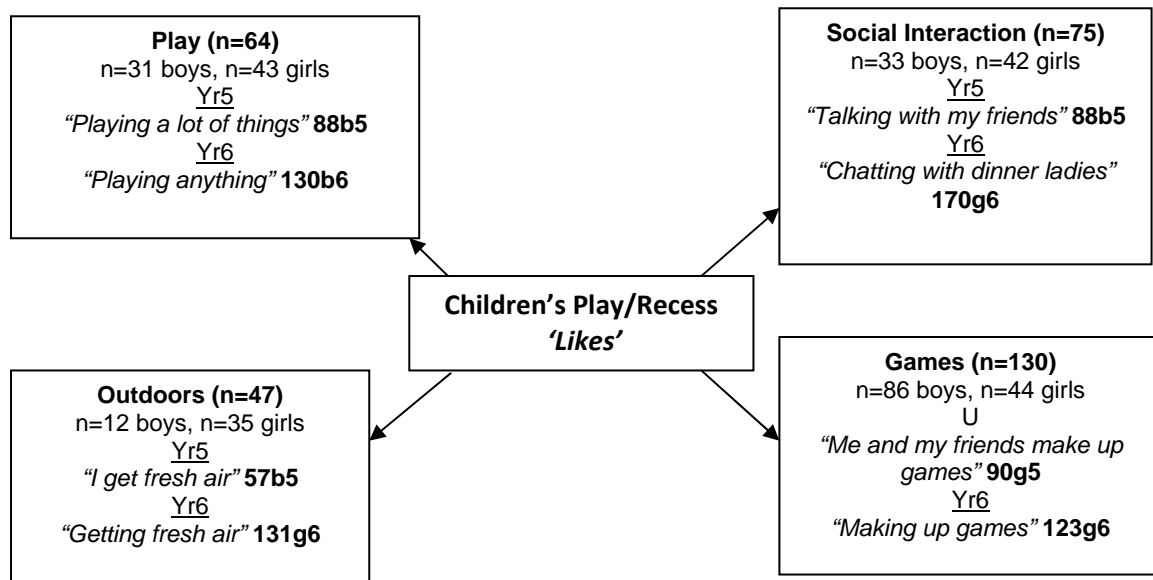 Play (n=64)
n=31 boys, n=43 girls
Yr5
“Playing a lot of things” 88b5
Yr6
“Playing anything” 130b6
Social Interaction (n=75)
n=33 boys, n=42 girls
Yr5
“Talking with my friends” 88b5
Yr6
“Chatting with dinner ladies”
170g6
Children’s Play/Recess
‘Likes’
Outdoors (n=47)
n=12 boys, n=35 girls
Yr5
“I get fresh air” 57b5
Yr6
“Getting fresh air” 131g6
Games (n=130)
n=86 boys, n=44 girls
U
“Me and my friends make up
games” 90g5
Yr6
“Making up games” 123g6